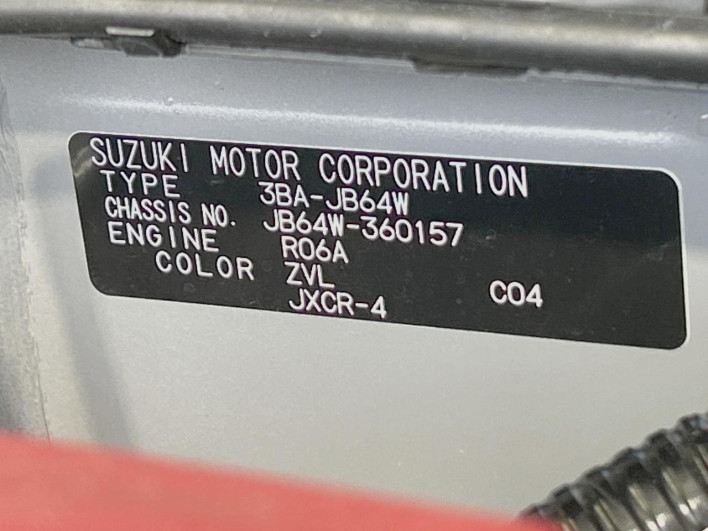 SUZUKI MOTOR CORPORATION
TYPE 3BA-JB64W
CHASSIS NO. JB64W-360157
ENGINE R06A
COLOR ZVL C04
JXCR-4